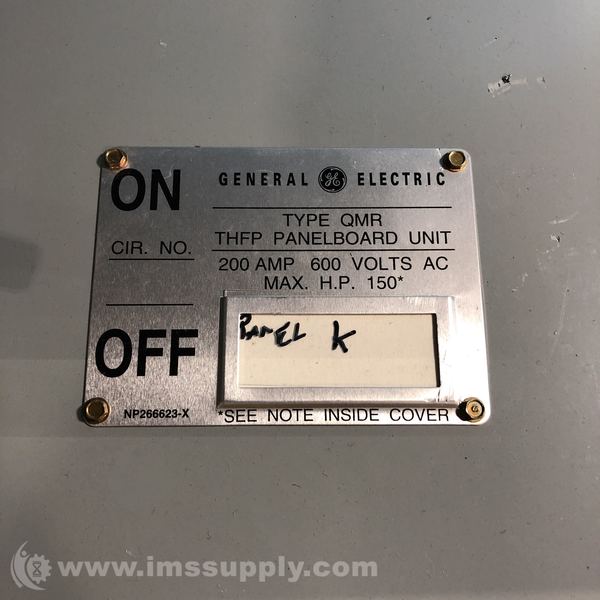 ON
GENERAL GE ELECTRIC
TYPE QMR
THFP PANELBOARD UNIT
CIR. NO.
200 AMP 600 VOLTS AC
MAX. H.P. 150*
OFF
PANEL K
NP266623-X
*SEE NOTE INSIDE COVER
www.imssupply.com